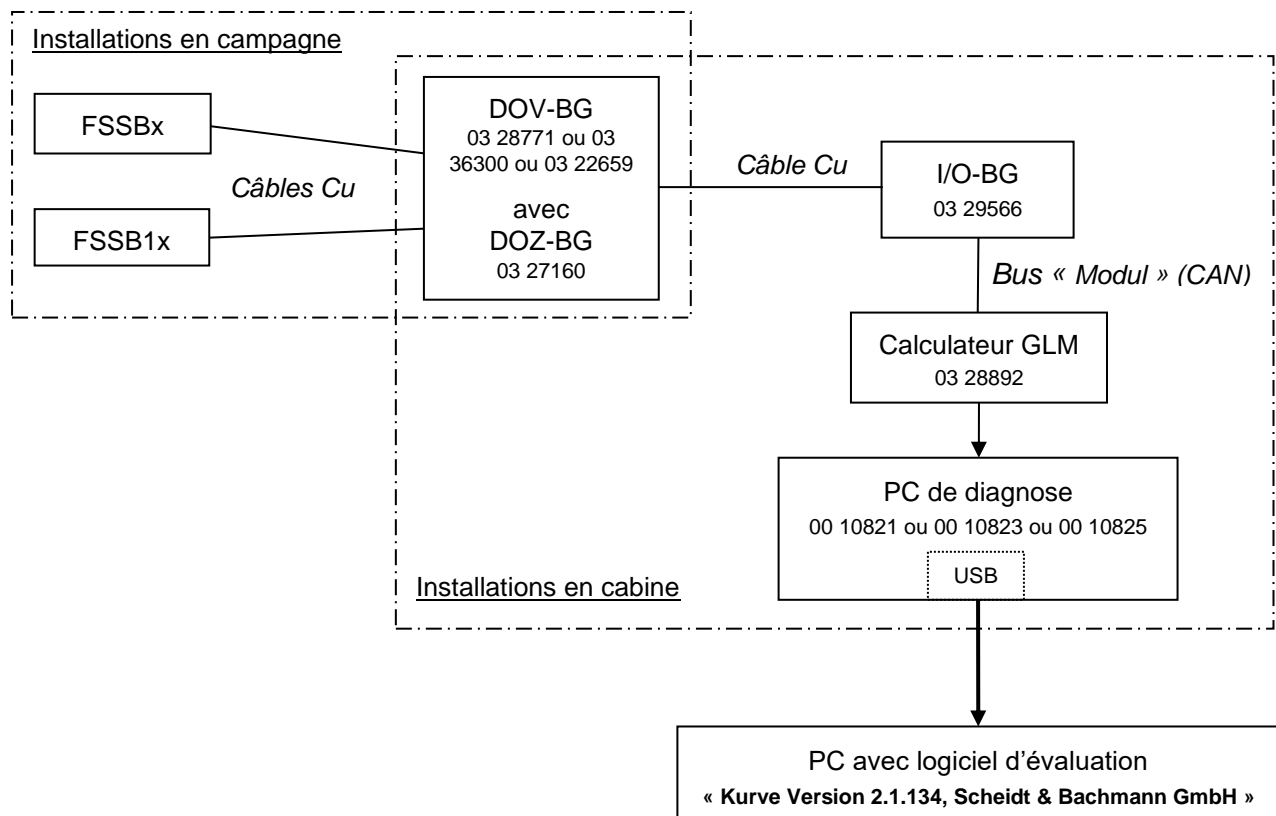 Installations en campagne
FSSBx
Câbles Cu
FSSB1x
DOV-BG
03 28771 ou 03
36300 ou 03 22659
avec
DOZ-BG
03 27160
Câble Cu
I/O-BG
03 29566
Bus « Modul » (CAN)
Calculateur GLM
03 28892
PC de diagnose
00 10821 ou 00 10823 ou 00 10825
USB
Installations en cabine
PC avec logiciel d’évaluation
« Kurve Version 2.1.134, Scheidt & Bachmann GmbH »